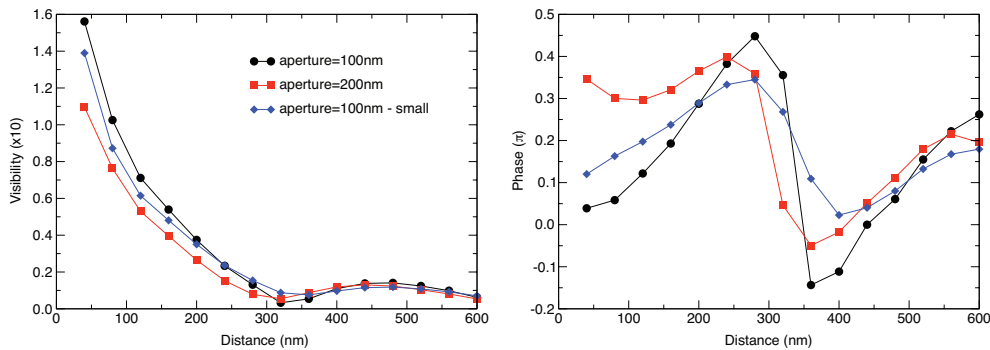 1.6
1.4
1.2
1.0
0.8
0.6
0.4
0.2
0.0
Visibility (x10)
0 100 200 300 400 500 600
Distance (nm)
aperture=100nm
aperture=200nm
aperture=100nm - small
0.5
0.4
0.3
0.2
0.1
0.0
-0.1
-0.2
Phase (π)
0 100 200 300 400 500 600
Distance (nm)